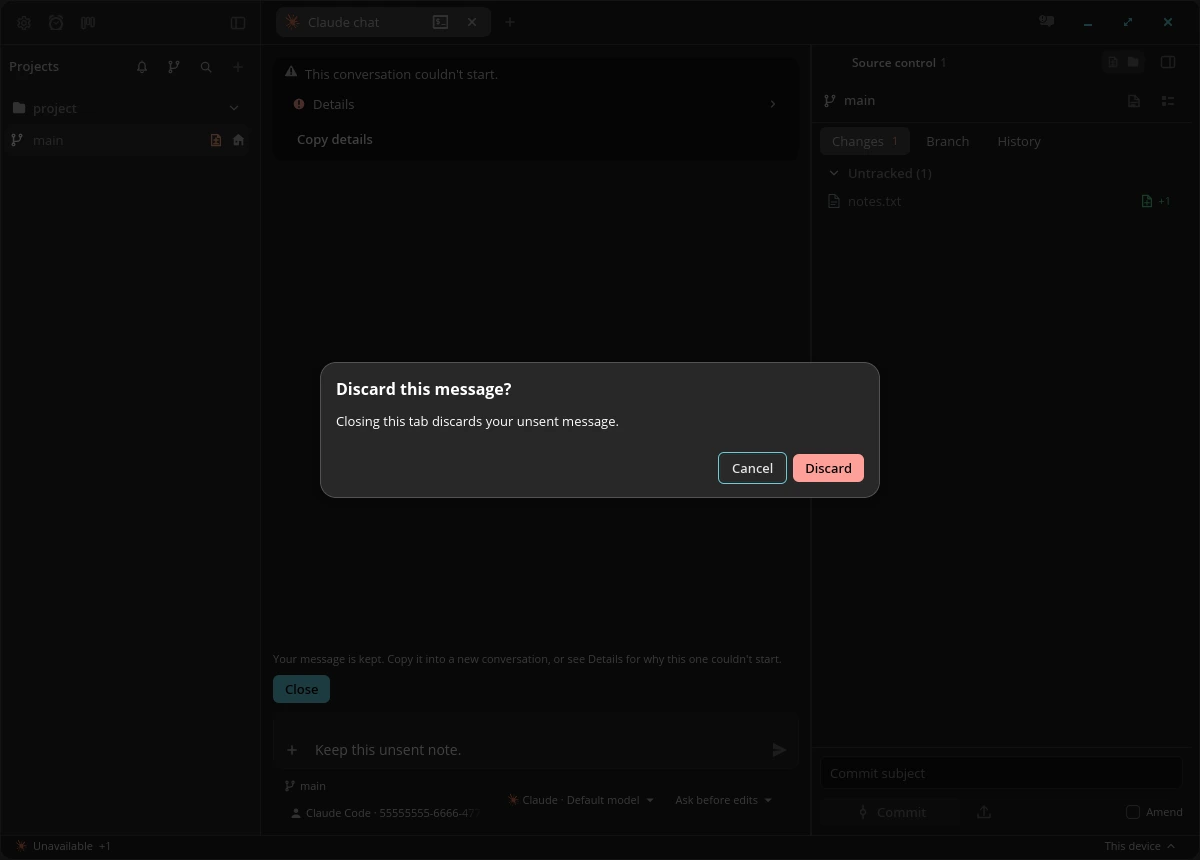 Claude chat
Projects
project
main
This conversation couldn't start.
Details
Copy details
Source control 1
main
Changes 1
Branch
History
Untracked (1)
notes.txt
+1
Discard this message?
Closing this tab discards your unsent message.
Cancel
Discard
Your message is kept. Copy it into a new conversation, or see Details for why this one couldn't start.
Close
Keep this unsent note.
main
Claude · Default model
Ask before edits
Claude Code · 55555555-6666-477
Commit subject
Commit
Amend
Unavailable +1
This device